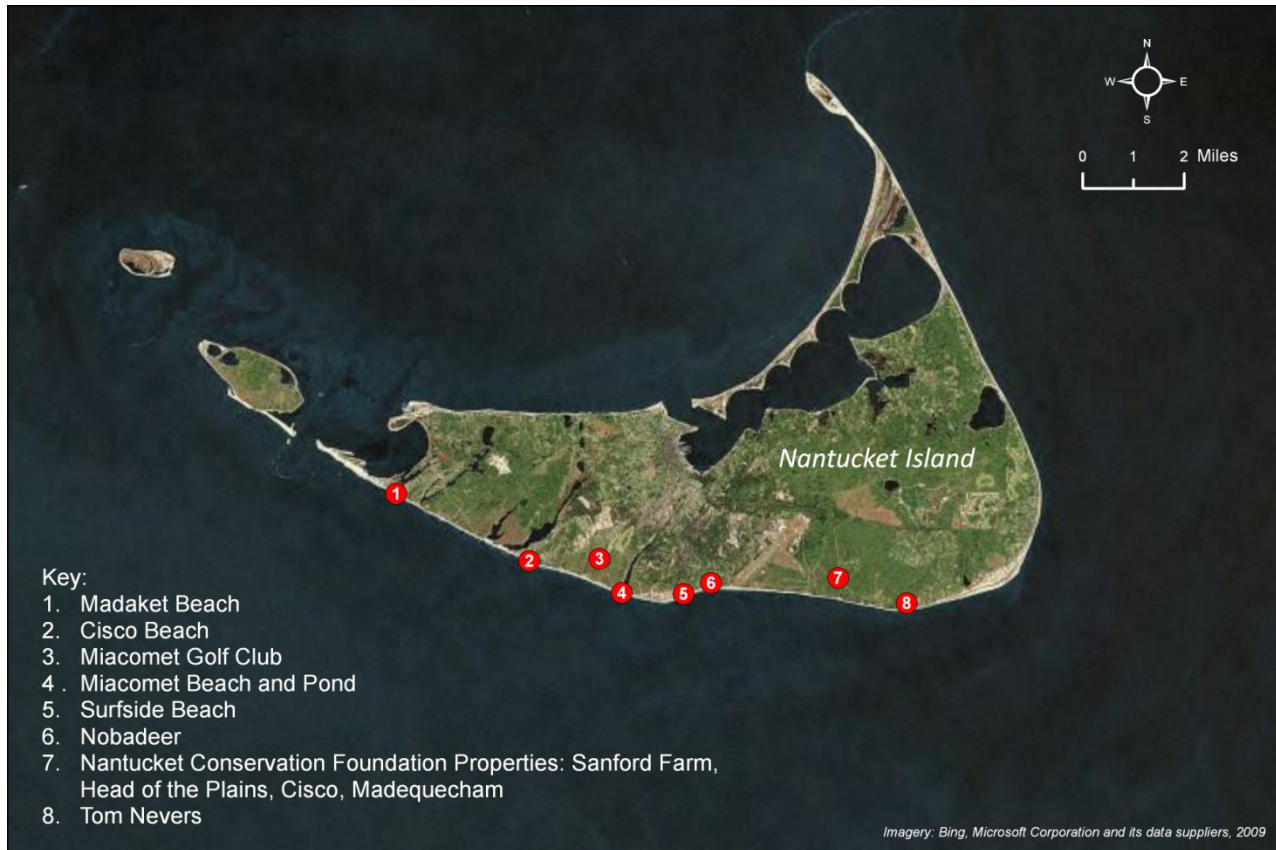 N
W E
S
0 1 2 Miles
Nantucket Island
1
2
3
4
5
6
7
8
Key:
1. Madaket Beach
2. Cisco Beach
3. Miacomet Golf Club
4 . Miacomet Beach and Pond
5. Surfside Beach
6. Nobadeer
7. Nantucket Conservation Foundation Properties: Sanford Farm,
Head of the Plains, Cisco, Madequecham
8. Tom Nevers
Imagery: Bing, Microsoft Corporation and its data suppliers, 2009